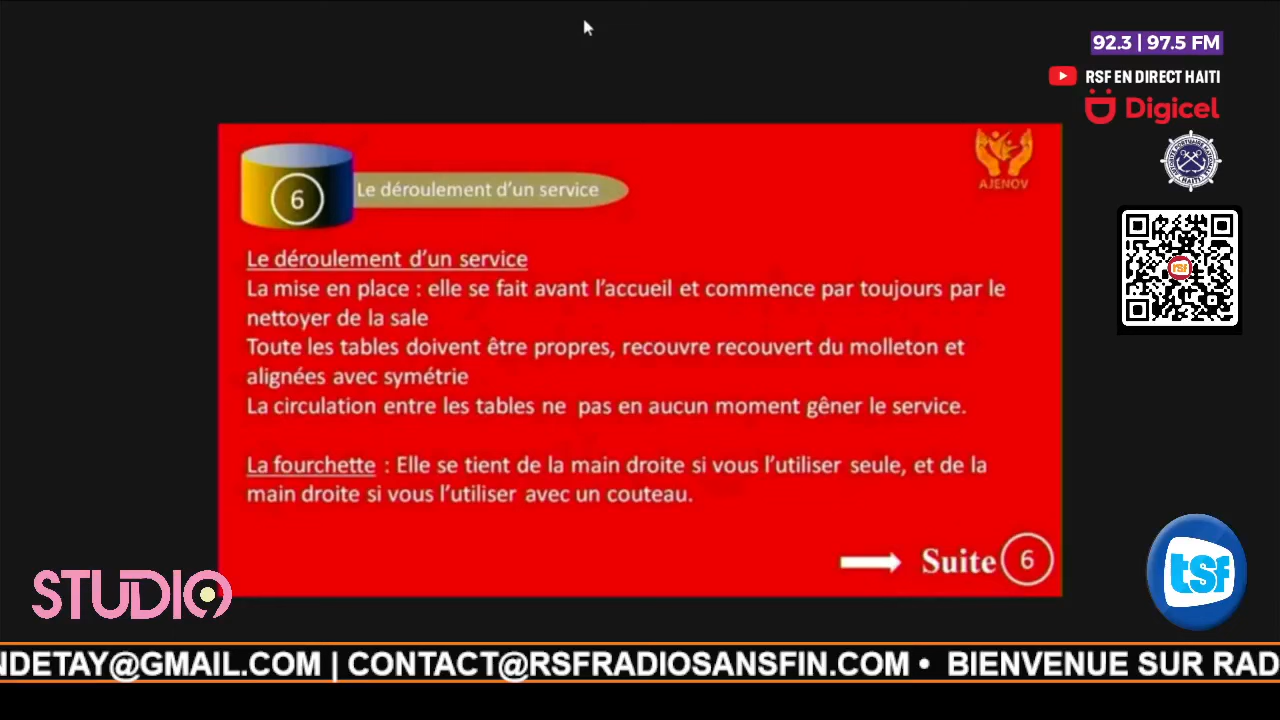 92.3 | 97.5 FM
RSF EN DIRECT HAITI
Digicel
AJENOV
6
Le déroulement d'un service
Le déroulement d'un service
La mise en place : elle se fait avant l'accueil et commence par toujours par le
nettoyer de la sale
Toute les tables doivent être propres, recouvre recouvert du molleton et
alignées avec symétrie
La circulation entre les tables ne pas en aucun moment gêner le service.
La fourchette : Elle se tient de la main droite si vous l'utiliser seule, et de la
main droite si vous l'utiliser avec un couteau.
Suite 6
rsf
STUDIO
tsf
NDETAY@GMAIL.COM | CONTACT@RSFRADIOSANSFIN.COM • BIENVENUE SUR RAD